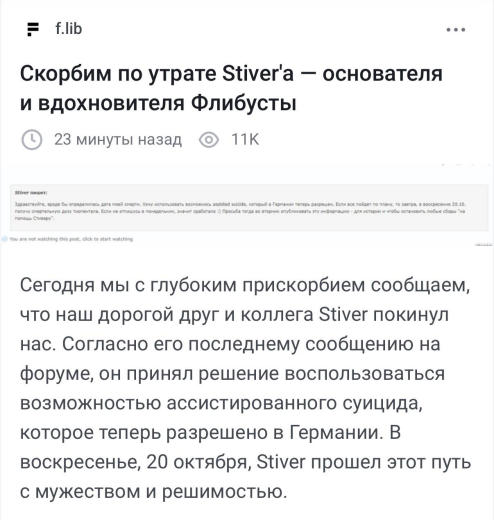 f.lib
Скорбим по утрате Stiver'а — основателя
и вдохновителя Флибусты
23 минуты назад 11K
Stiver пишет:
Здравствуйте, вроде бы определилась дата моей смерти. Хочу использовать возможность assisted suicide, который в Германии теперь разрешен. Если все пойдет по плану, то завтра, в воскресенье 20.10.
получу смертельную дозу тиопентала. Если не отпишусь в понедельник, значит сработало :) Просьба тогда во вторник опубликовать эту информацию - для истории и чтобы остановить любые сборы "на
помощь Стиверу".
You are not watching this post, click to start watching
Сегодня мы с глубоким прискорбием сообщаем,
что наш дорогой друг и коллега Stiver покинул
нас. Согласно его последнему сообщению на
форуме, он принял решение воспользоваться
возможностью ассистированного суицида,
которое теперь разрешено в Германии. В
воскресенье, 20 октября, Stiver прошел этот путь
с мужеством и решимостью.